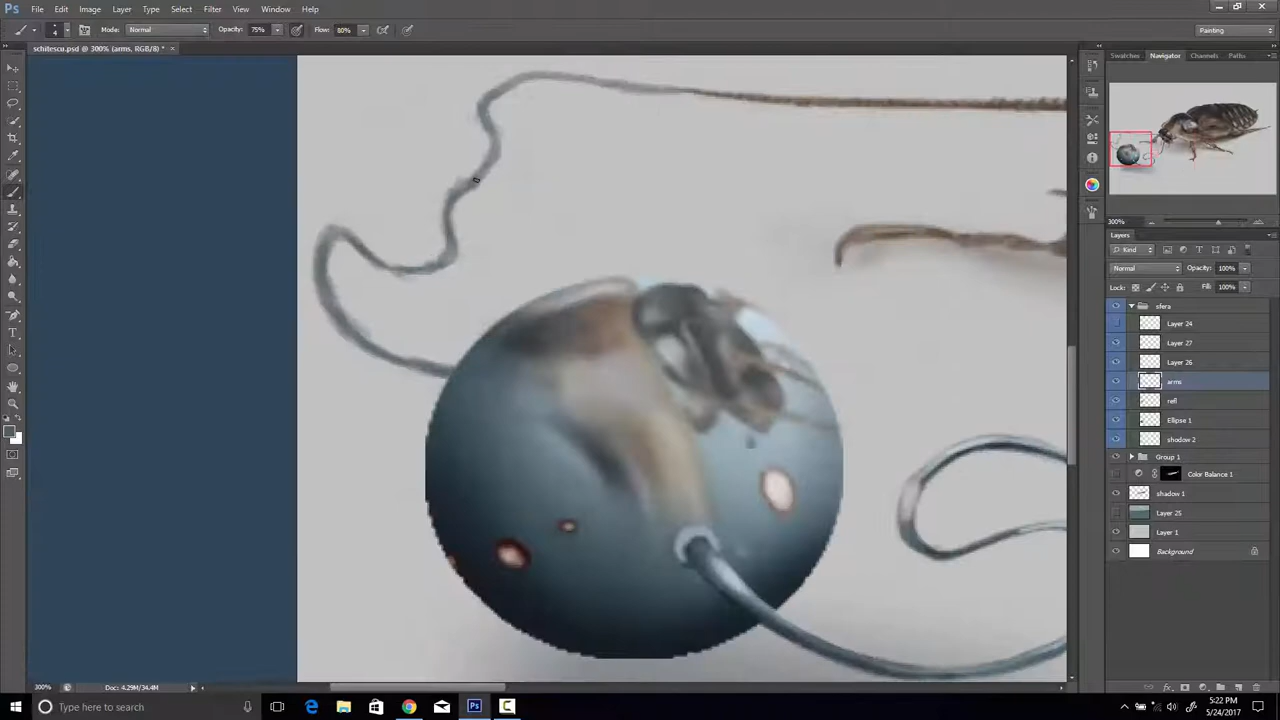 Ps File Edit Image Layer Type Select Filter 3D View Window Help
4 Mode: Normal Opacity: 75% Flow: 80% Painting
schitescu.psd @ 300% (arms, RGB/8) * ×
Swatches Navigator Channels Paths
300%
Layers
Kind
Normal Opacity: 100%
Lock: Fill: 100%
sfera
Layer 24
Layer 27
Layer 26
arms
refl
Ellipse 1
shodow 2
Group 1
Color Balance 1
shadow 1
Layer 25
Layer 1
Background
300% Doc: 4.29M/34.4M
Type here to search
5:22 PM
5/24/2017